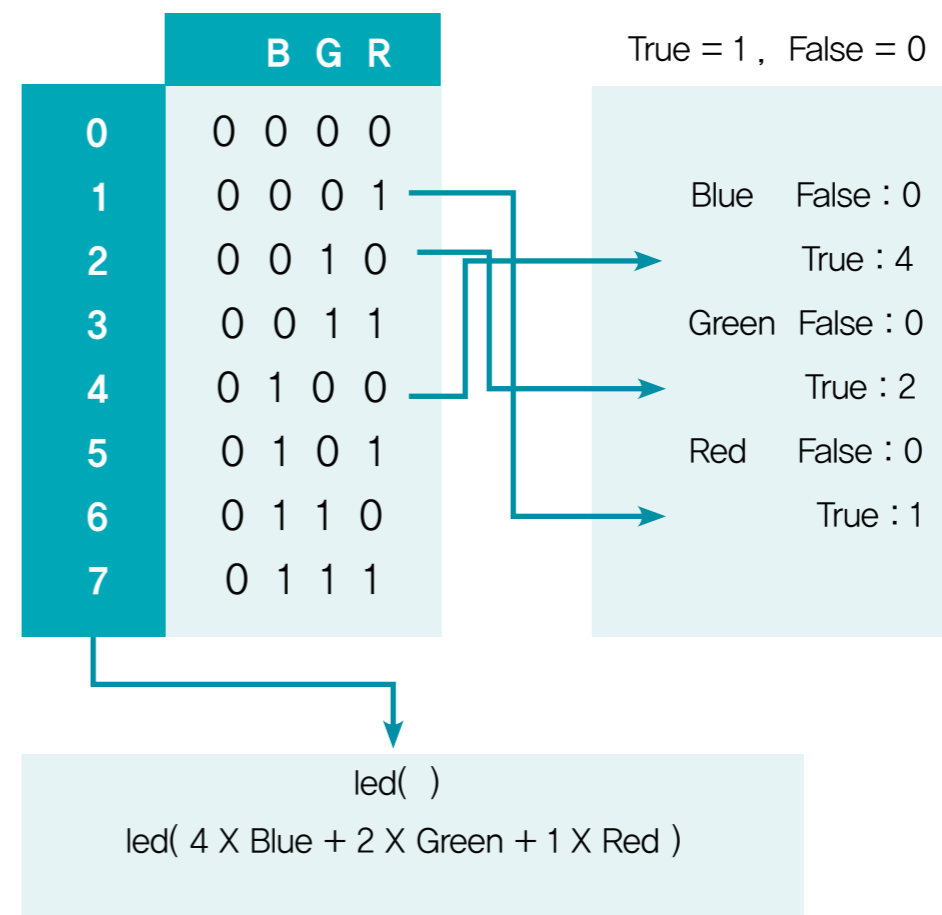 B G R
0 0 0 0 0
1 0 0 0 1
2 0 0 1 0
3 0 0 1 1
4 0 1 0 0
5 0 1 0 1
6 0 1 1 0
7 0 1 1 1
True = 1 , False = 0
Blue False : 0
True : 4
Green False : 0
True : 2
Red False : 0
True : 1
led( )
led( 4 X Blue + 2 X Green + 1 X Red )